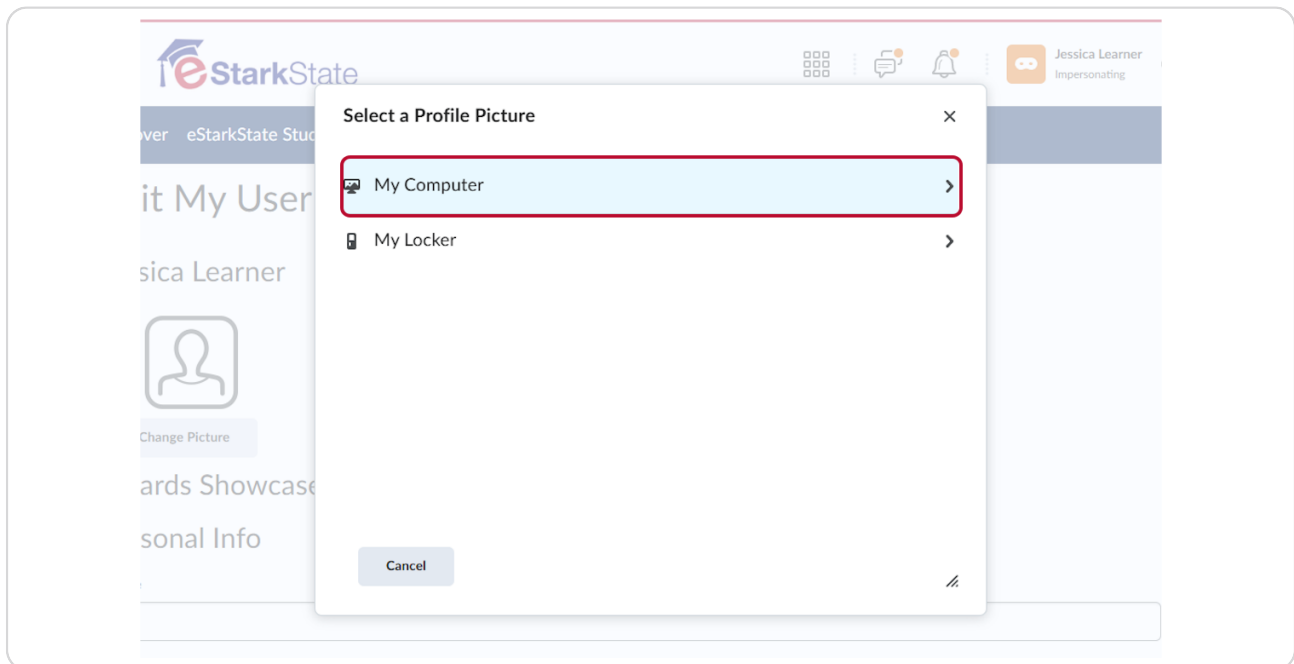 eStarkState
Jessica Learner
Impersonating
Select a Profile Picture
over eStarkState Stud
My Computer
it My User
My Locker
sica Learner
Change Picture
ards Showcase
sonal Info
Cancel